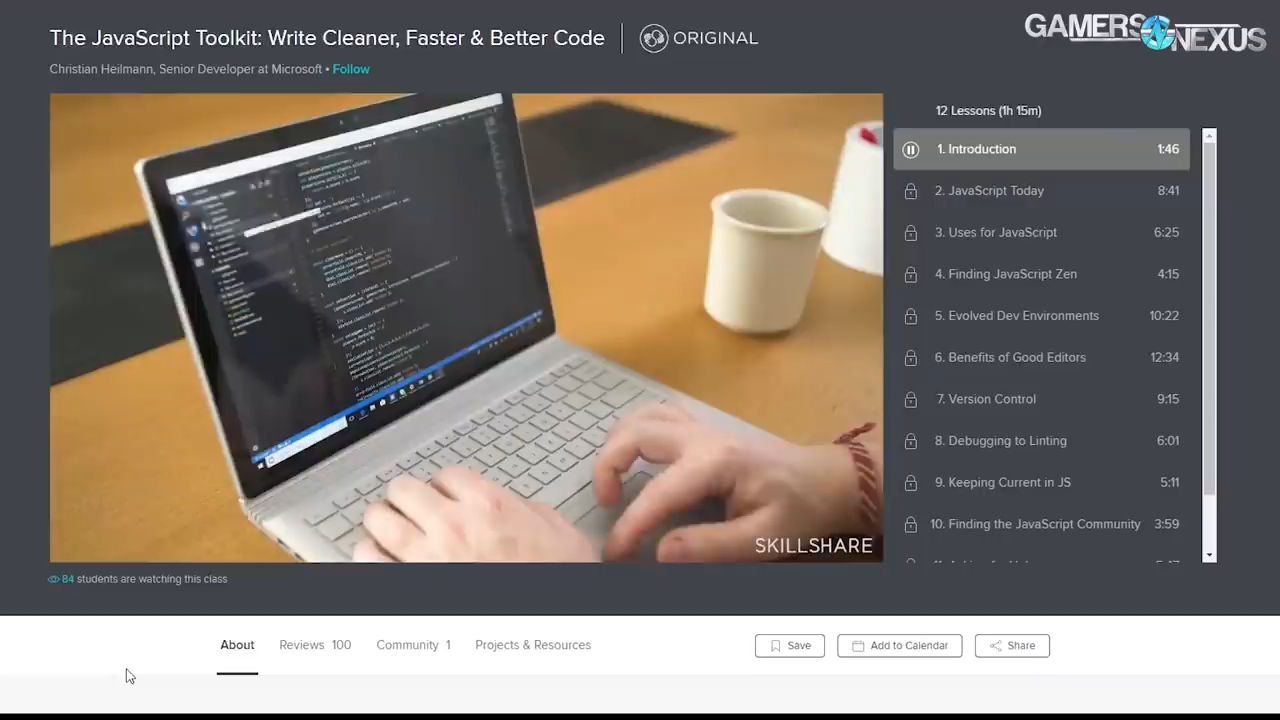 The JavaScript Toolkit: Write Cleaner, Faster & Better Code
ORIGINAL
GAMERS NEXUS
Christian Heilmann, Senior Developer at Microsoft • Follow
12 Lessons (1h 15m)
1. Introduction 1:46
2. JavaScript Today 8:41
3. Uses for JavaScript 6:25
4. Finding JavaScript Zen 4:15
5. Evolved Dev Environments 10:22
6. Benefits of Good Editors 12:34
7. Version Control 9:15
8. Debugging to Linting 6:01
9. Keeping Current in JS 5:11
10. Finding the JavaScript Community 3:59
SKILLSHARE
84 students are watching this class
About
Reviews 100
Community 1
Projects & Resources
Save
Add to Calendar
Share